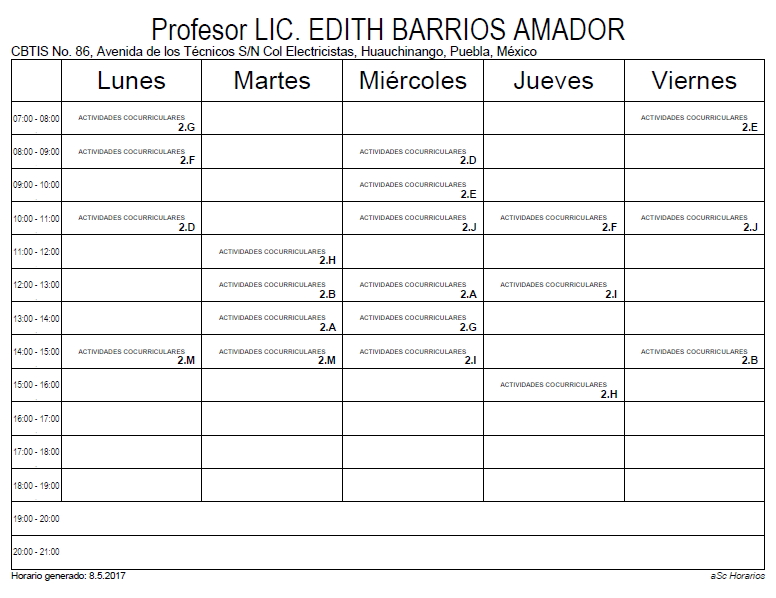 Profesor LIC. EDITH BARRIOS AMADOR
CBTIS No. 86, Avenida de los Técnicos S/N Col Electricistas, Huauchinango, Puebla, México
Lunes Martes Miércoles Jueves Viernes
07:00 - 08:00 ACTIVIDADES COCURRICULARES ACTIVIDADES COCURRICULARES
2.G 2.E
08:00 - 09:00 ACTIVIDADES COCURRICULARES ACTIVIDADES COCURRICULARES
2.F 2.D
09:00 - 10:00 ACTIVIDADES COCURRICULARES
2.E
10:00 - 11:00 ACTIVIDADES COCURRICULARES ACTIVIDADES COCURRICULARES ACTIVIDADES COCURRICULARES ACTIVIDADES COCURRICULARES
2.D 2.J 2.F 2.J
11:00 - 12:00 ACTIVIDADES COCURRICULARES
2.H
12:00 - 13:00 ACTIVIDADES COCURRICULARES ACTIVIDADES COCURRICULARES ACTIVIDADES COCURRICULARES
2.B 2.A 2.I
13:00 - 14:00 ACTIVIDADES COCURRICULARES ACTIVIDADES COCURRICULARES
2.A 2.G
14:00 - 15:00 ACTIVIDADES COCURRICULARES ACTIVIDADES COCURRICULARES ACTIVIDADES COCURRICULARES ACTIVIDADES COCURRICULARES
2.M 2.M 2.I 2.B
15:00 - 16:00 ACTIVIDADES COCURRICULARES
2.H
16:00 - 17:00
17:00 - 18:00
18:00 - 19:00
19:00 - 20:00
20:00 - 21:00
Horario generado: 8.5.2017 aSc Horarios